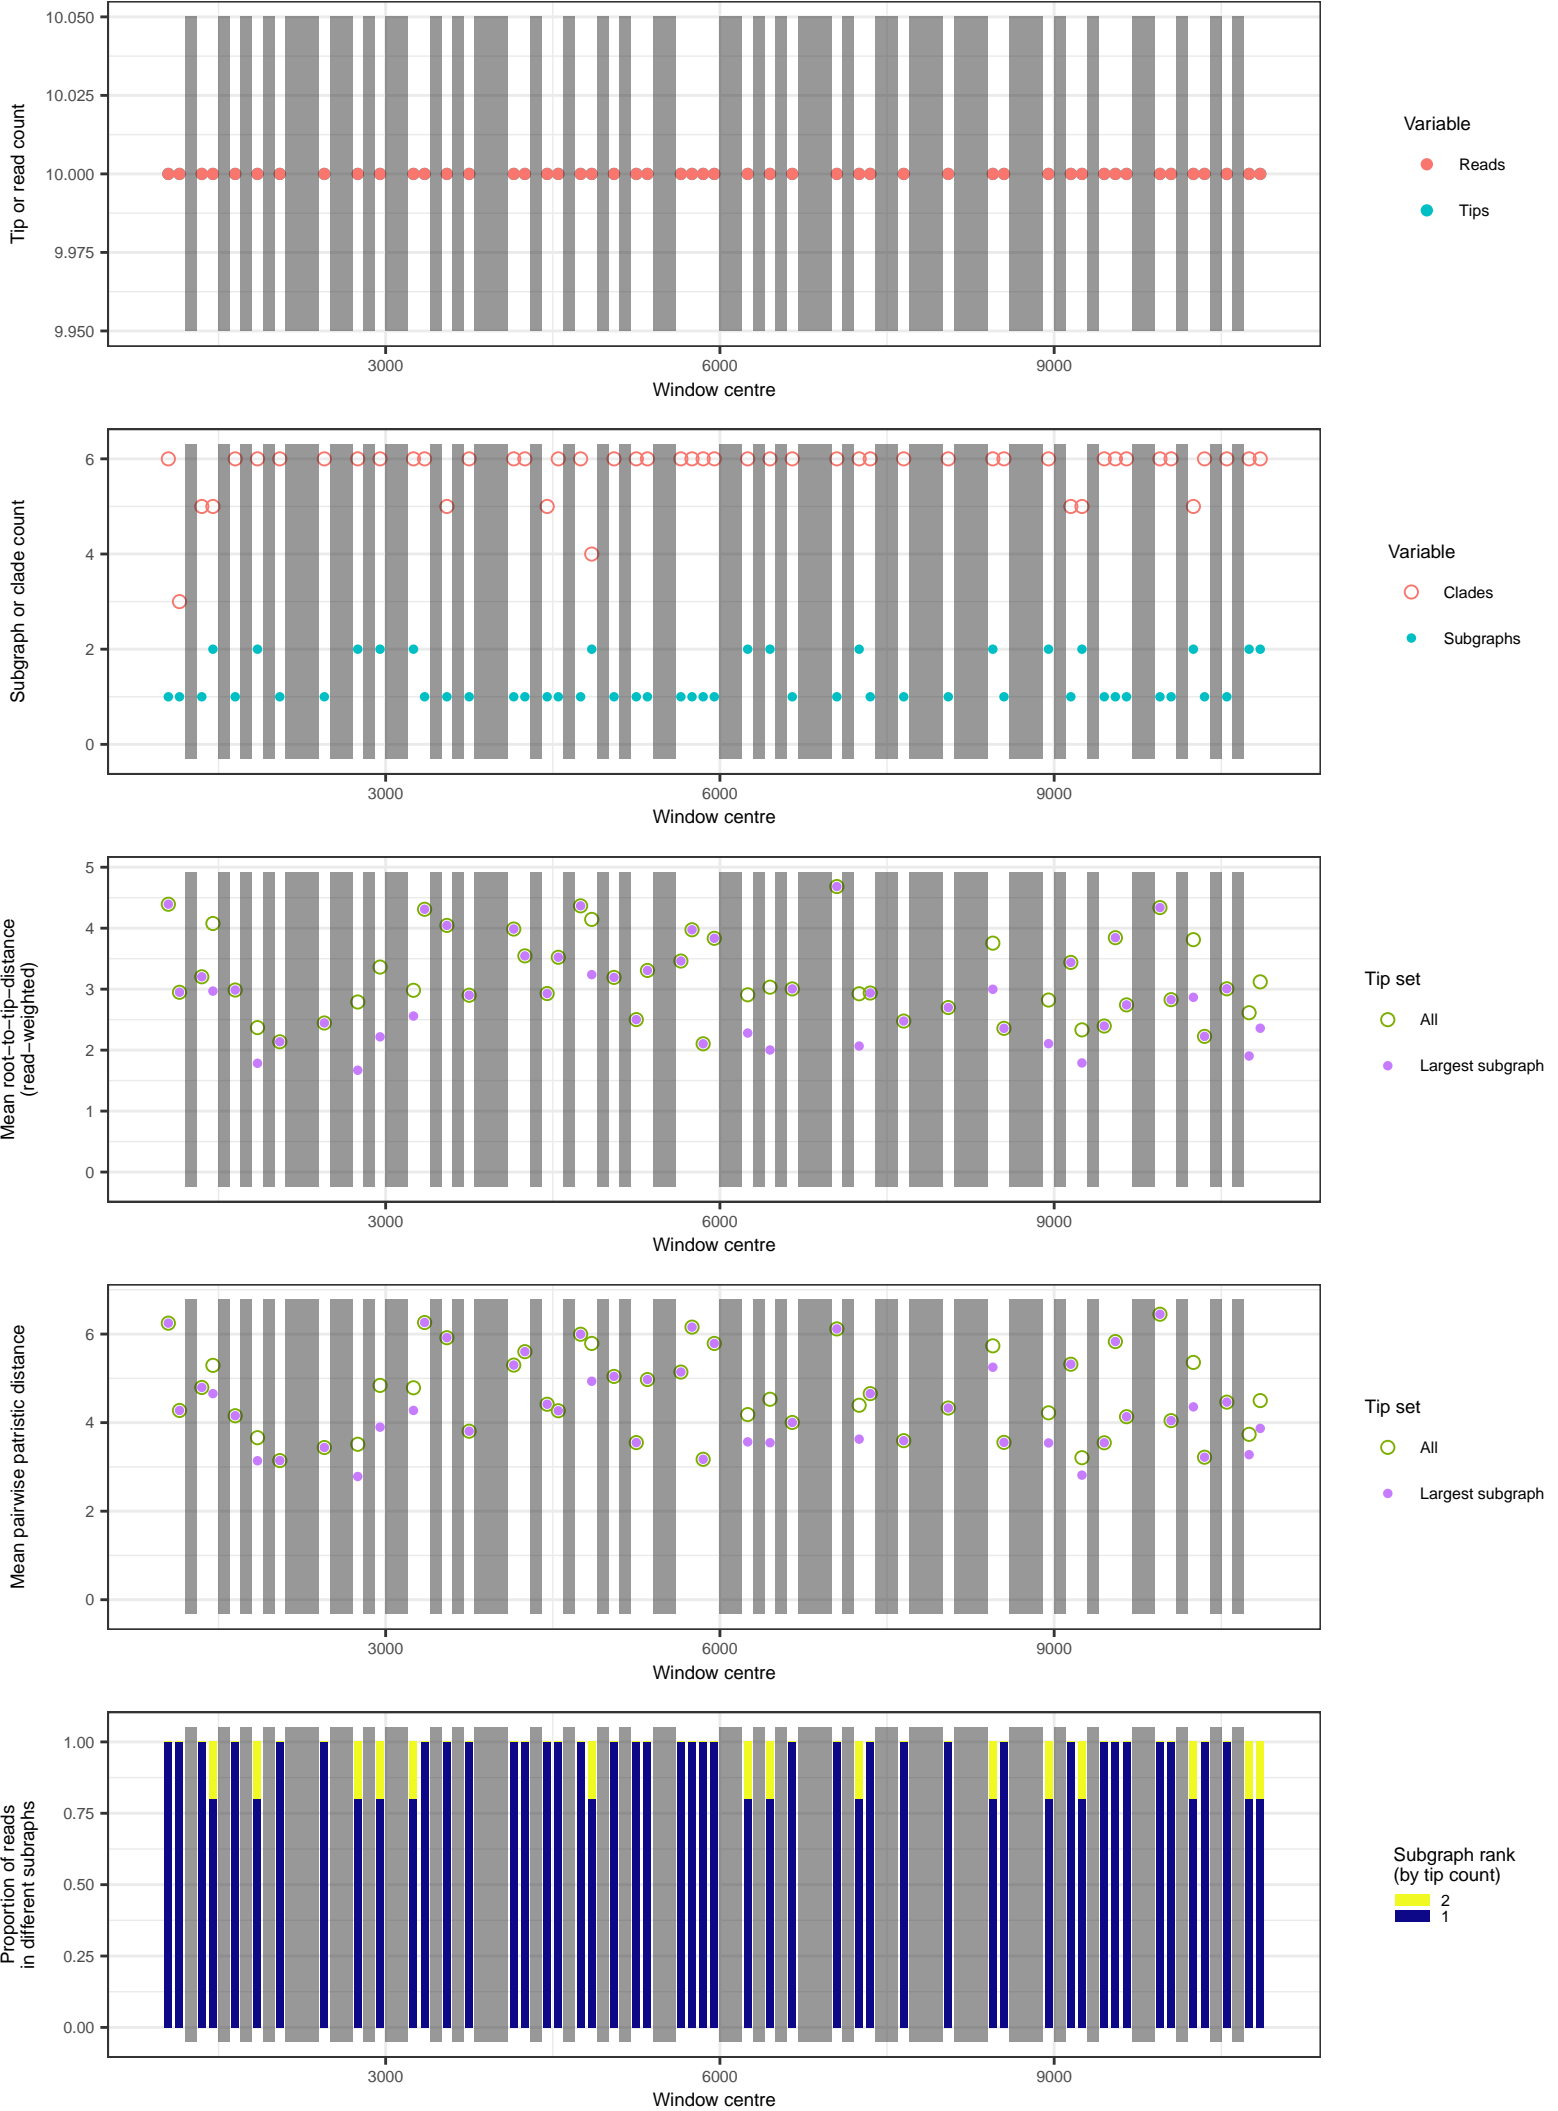 10.050
10.025
10.000
9.975
9.950
Tip or read count
3000
6000
9000
Window centre
Variable
Reads
Tips
6
4
2
0
Subgraph or clade count
3000
6000
9000
Window centre
Variable
Clades
Subgraphs
5
4
3
2
1
0
Mean root−to−tip−distance
(read−weighted)
3000
6000
9000
Window centre
Tip set
All
Largest subgraph
6
4
2
0
Mean pairwise patristic distance
3000
6000
9000
Window centre
Tip set
All
Largest subgraph
1.00
0.75
0.50
0.25
0.00
Proportion of reads
in different subraphs
3000
6000
9000
Window centre
Subgraph rank
(by tip count)
2
1